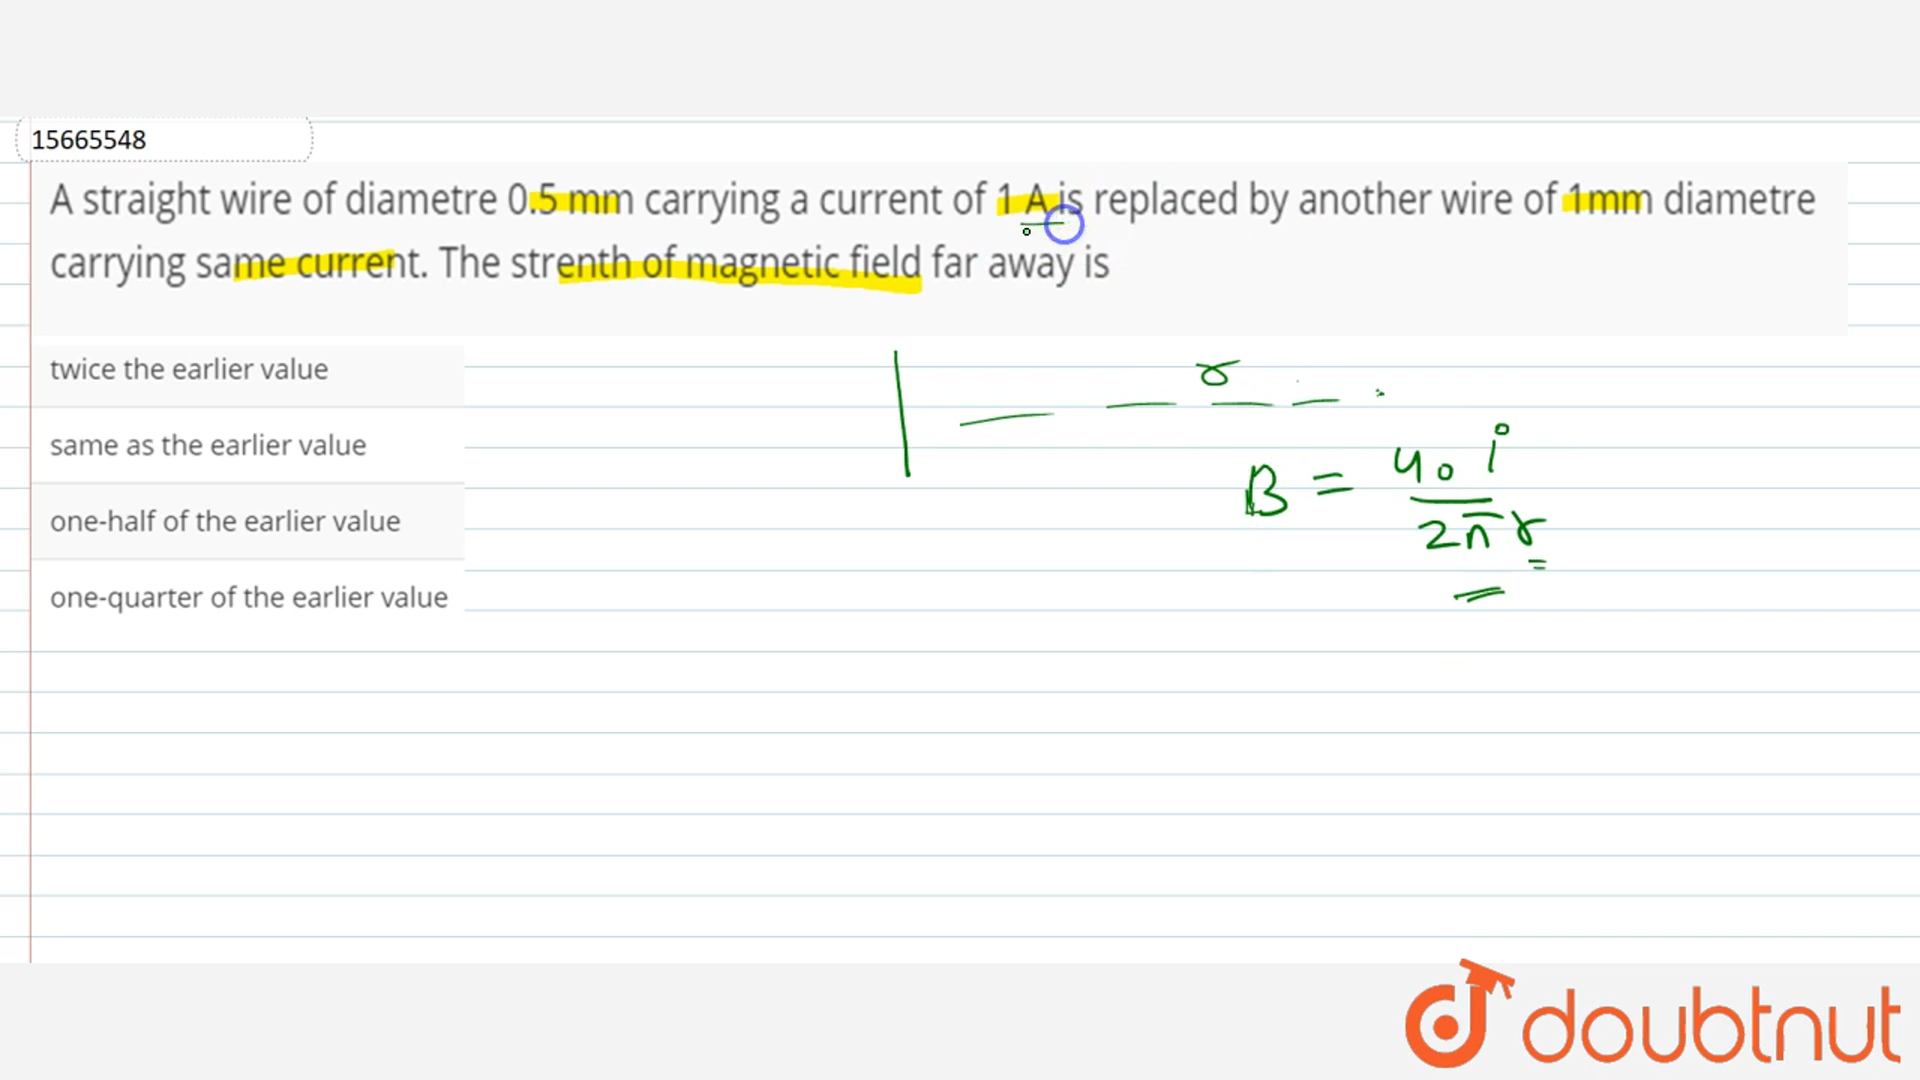 15665548
A straight wire of diametre 0.5 mm carrying a current of 1 A is replaced by another wire of 1mm diametre
carrying same current. The strenth of magnetic field far away is
twice the earlier value
same as the earlier value
one-half of the earlier value
one-quarter of the earlier value
r
B = μ₀ i
2π r
doubtnut